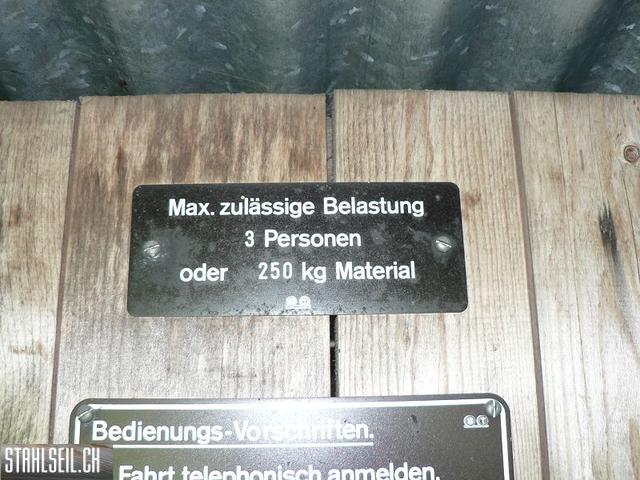 Max. zulässige Belastung
3 Personen
oder 250 kg Material
Bedienungs-Vorschriften.
Fahrt telephonisch anmelden.
STAHLSEIL.CH